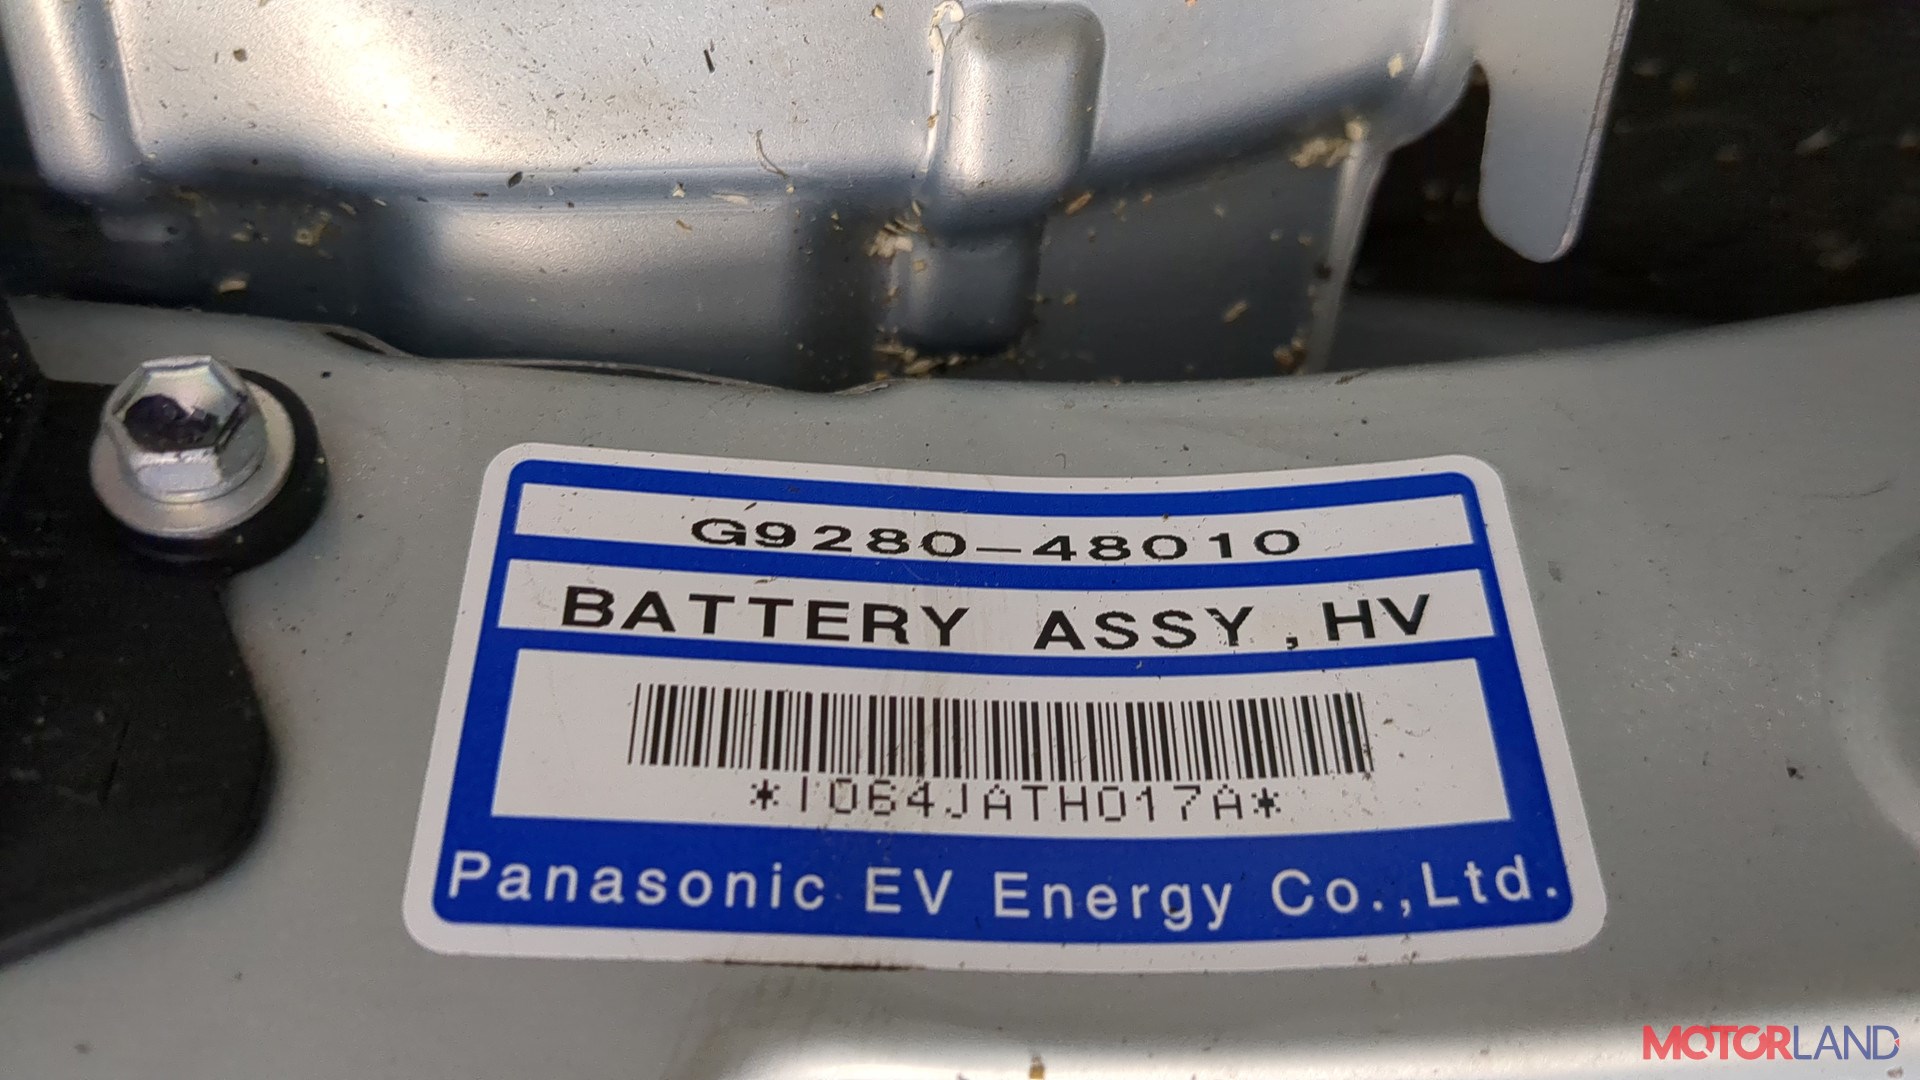 G9280-48010
BATTERY ASSY,HV
*I064JATH017A*
Panasonic EV Energy Co.,Ltd.
MOTORLAND